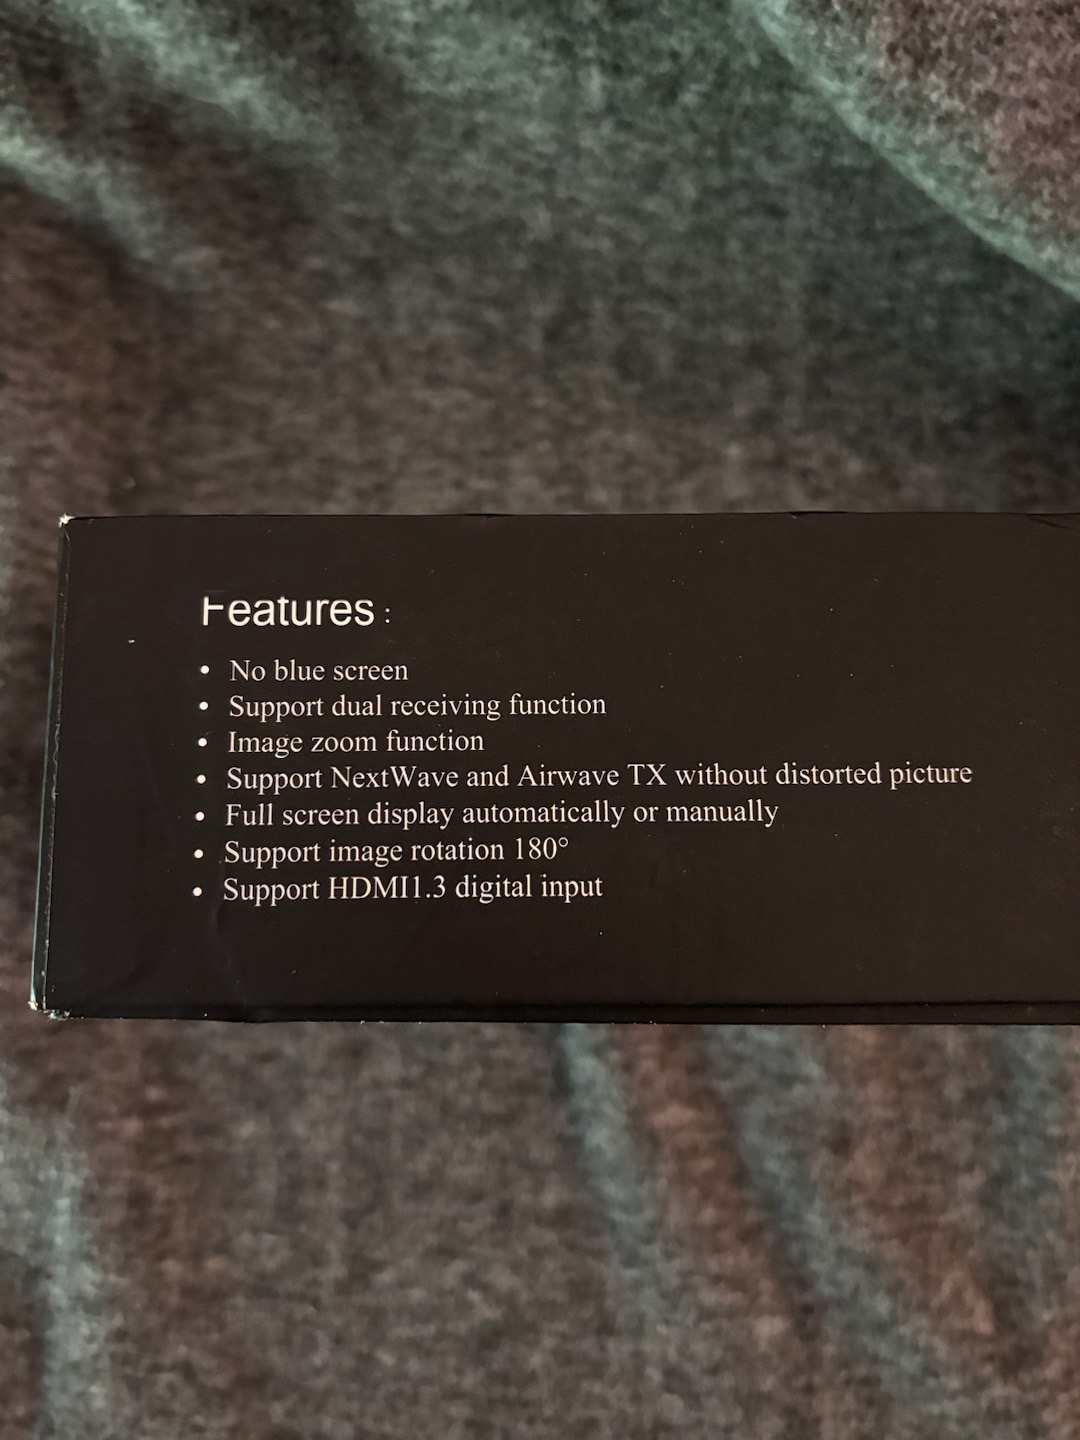 Features :
• No blue screen
• Support dual receiving function
• Image zoom function
• Support NextWave and Airwave TX without distorted picture
• Full screen display automatically or manually
• Support image rotation 180°
• Support HDMI1.3 digital input